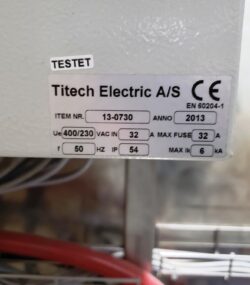 TESTET
Titech Electric A/S CE
EN 60204-1
ITEM NR. 13-0730 ANNO 2013
Ue 400/230 VAC IN 32 A MAX FUSE 32 A
f 50 HZ IP 54 MAX Ik 6 kA